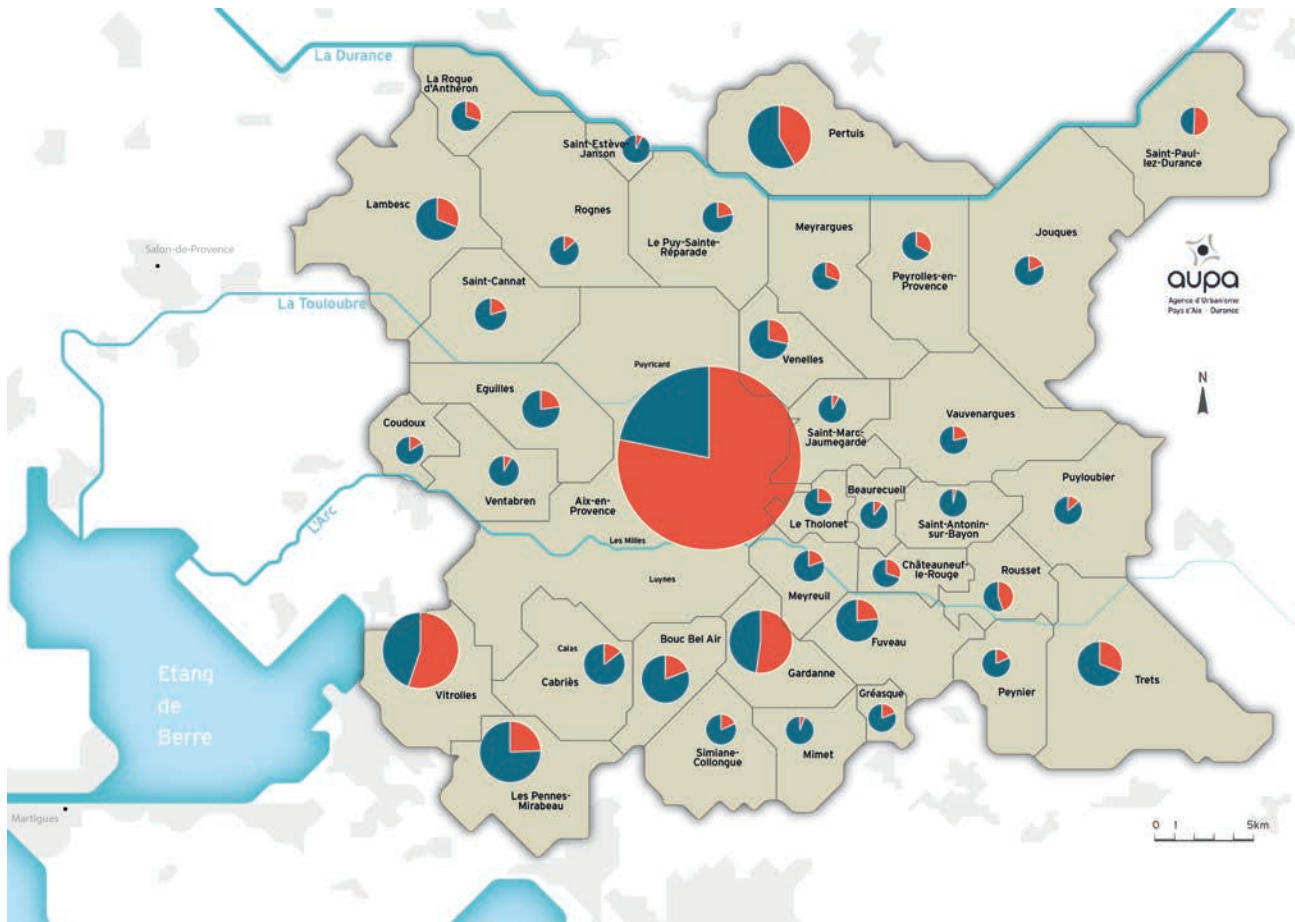 La Durance
La Roque
d'Anthéron
Saint-Estève-
Janson
Pertuis
Saint-Paul-
lez-Durance
Lambesc
Rognes
Le Puy-Sainte-
Réparade
Meyrargues
Peyrolles-en-
Provence
Jouques
Salon-de-Provence
aupa
Agence d'Urbanisme
Pays d'Aix - Durance
Saint-Cannat
La Touloubre
N
Puyricard
Venelles
Eguilles
Coudoux
Saint-Marc-
Jaumegarde
Vauvenargues
Ventabren
Aix-en-
Provence
Le Tholonet
Beaurecueil
Saint-Antonin-
sur-Bayon
Puyloubier
L'Arc
Les Milles
Luynes
Meyreuil
Châteauneuf-
le-Rouge
Rousset
Bouc Bel Air
Fuveau
Calas
Cabriès
Vitrolles
Gardanne
Gréasque
Peynier
Trets
Etang
de
Berre
Simiane-
Collongue
Mimet
Les Pennes-
Mirabeau
Martigues
0 1 5km